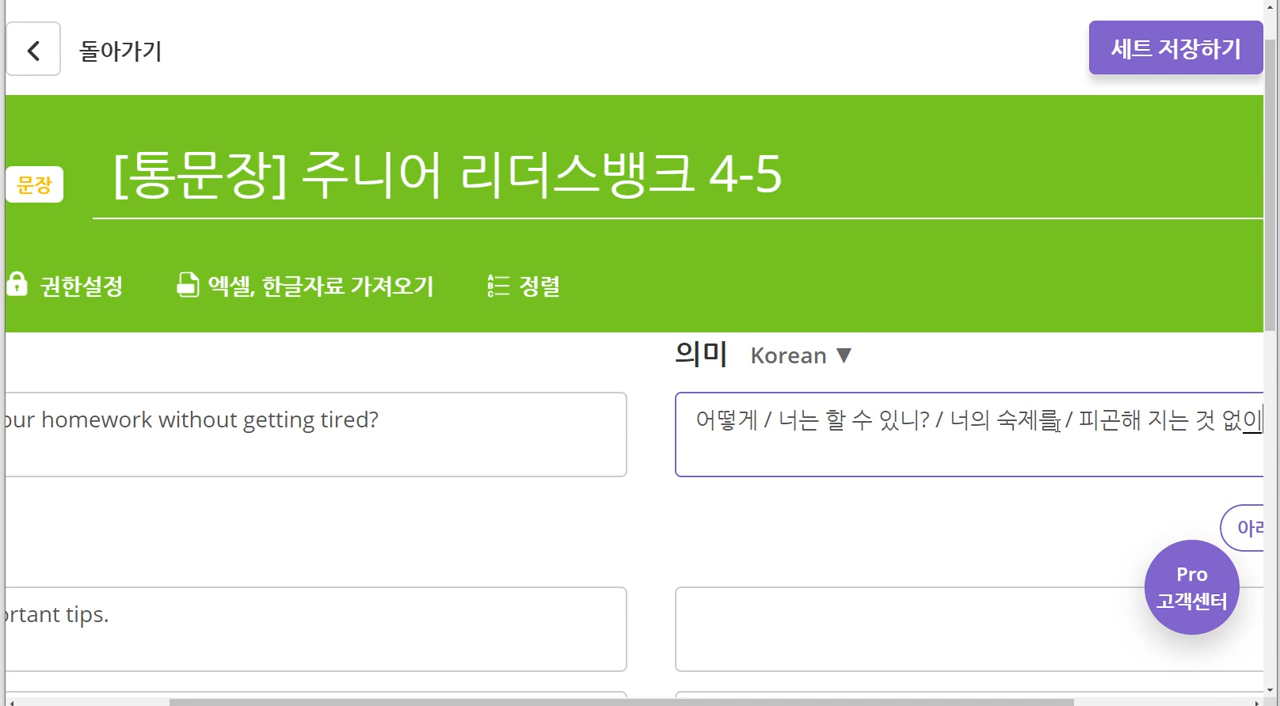 돌아가기
세트 저장하기
문장
[통문장] 주니어 리더스뱅크 4-5
권한설정
엑셀, 한글자료 가져오기
정렬
의미 Korean ▼
our homework without getting tired?
어떻게 / 너는 할 수 있니? / 너의 숙제를 / 피곤해 지는 것 없이
Pro
고객센터
ortant tips.